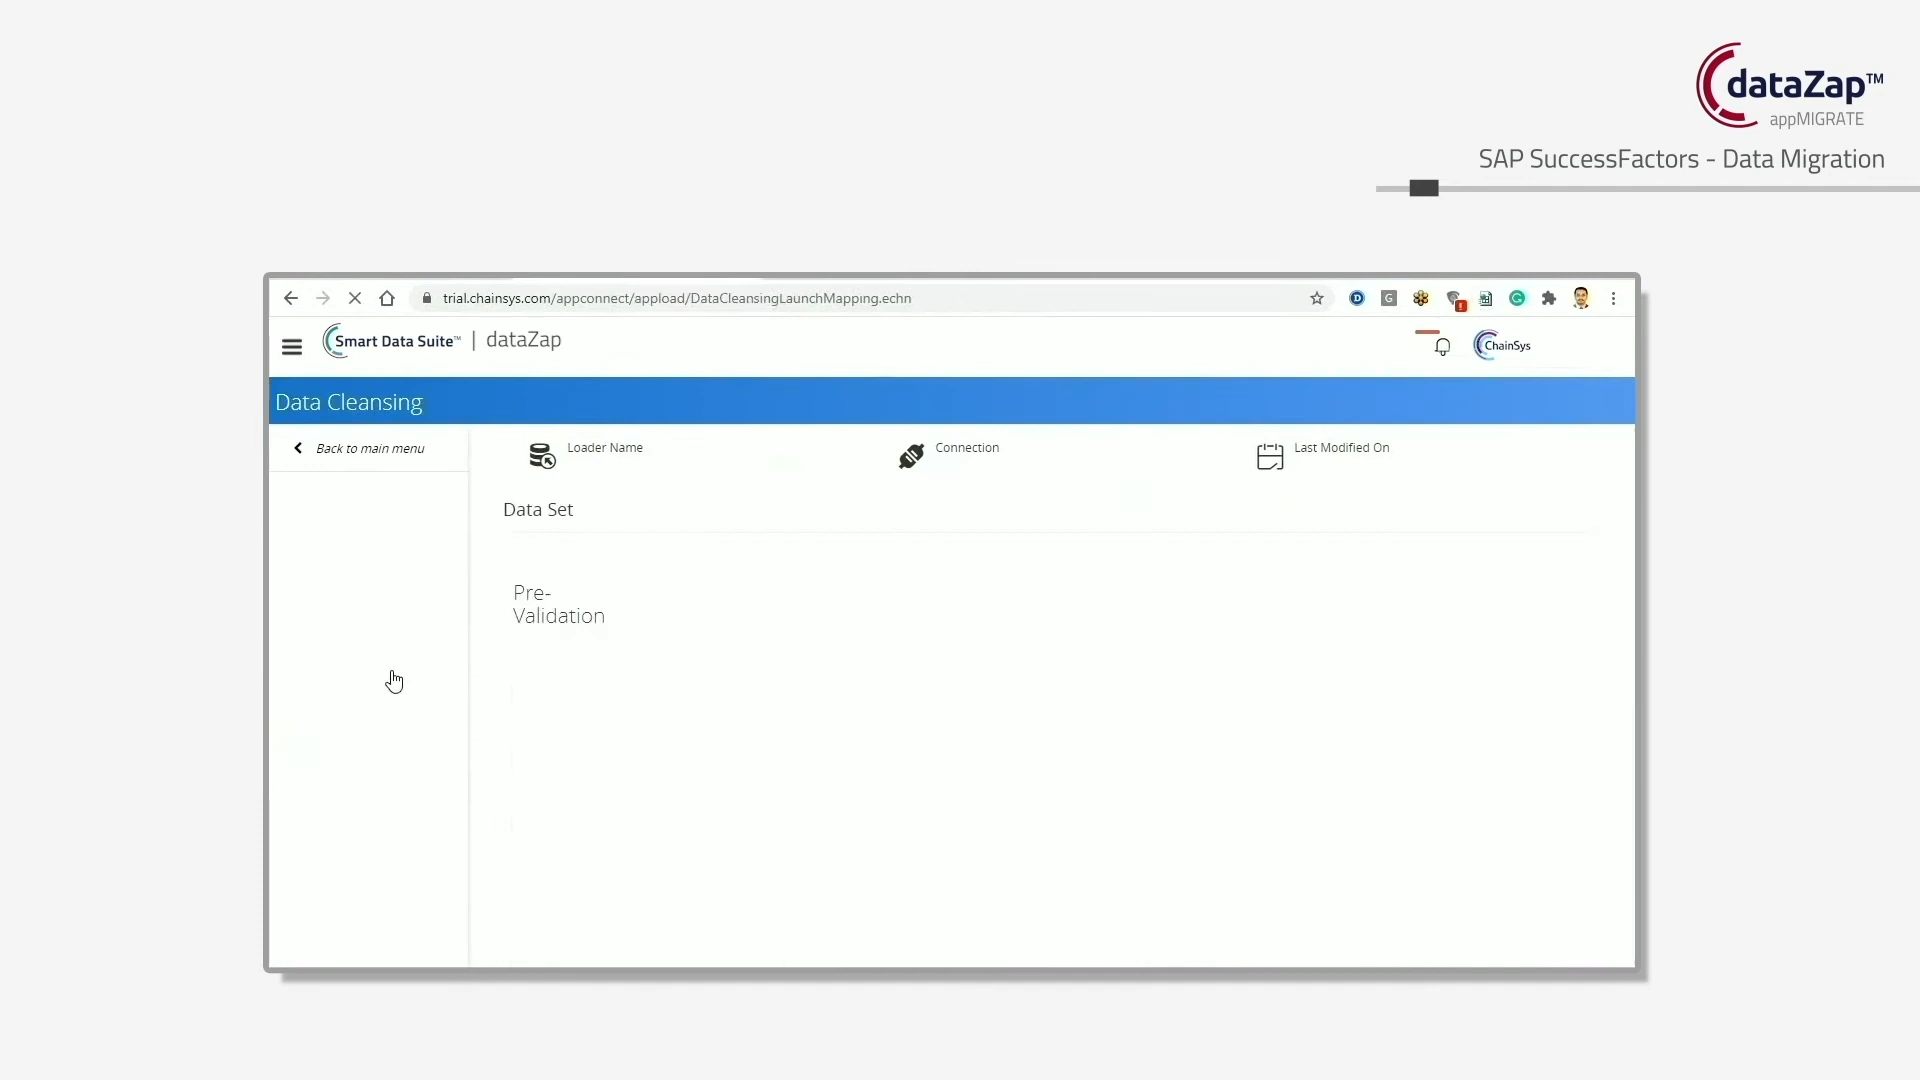 dataZap™
appMIGRATE
SAP SuccessFactors - Data Migration
trial.chainsys.com/appconnect/appload/DataCleansingLaunchMapping.echn
D
G
G
Smart Data Suite™ | dataZap
ChainSys
Data Cleansing
Back to main menu
Loader Name
Connection
Last Modified On
Data Set
Pre-
Validation